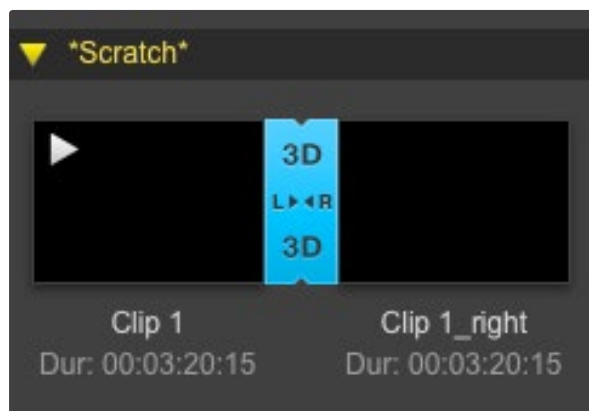 *Scratch*
3D
L R
3D
Clip 1 Clip 1_right
Dur: 00:03:20:15 Dur: 00:03:20:15